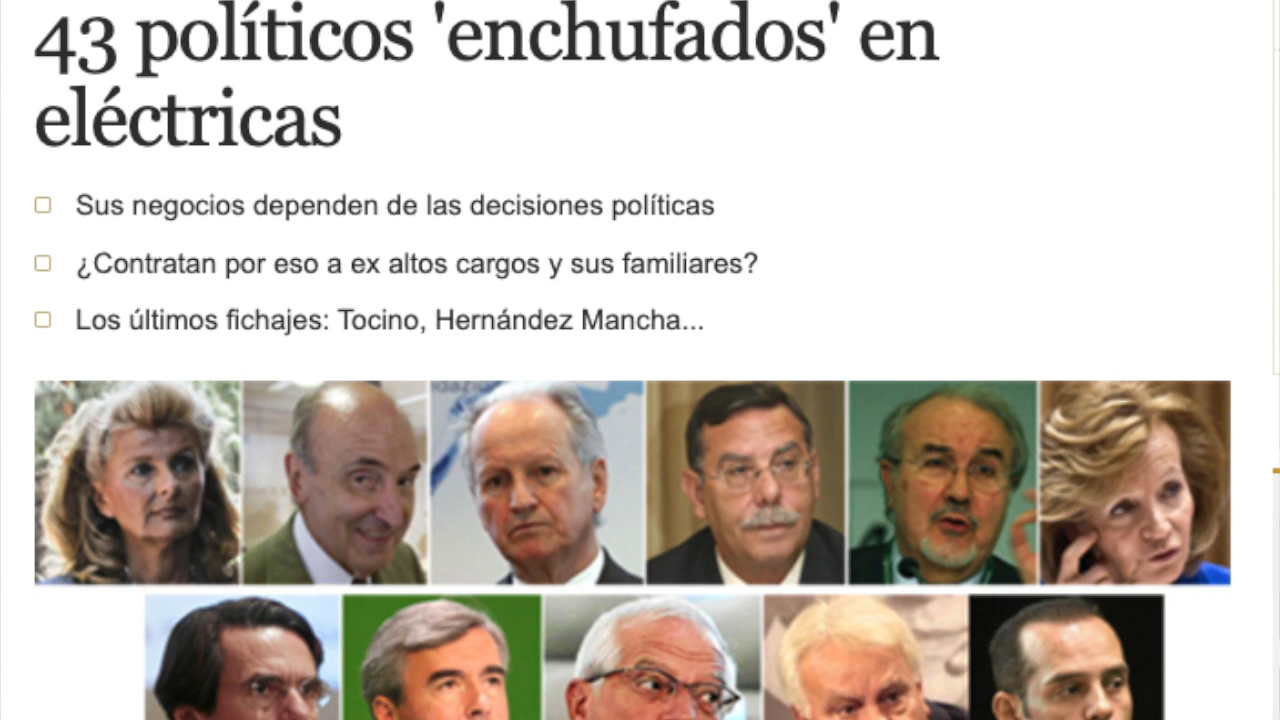 43 políticos 'enchufados' en
eléctricas
Sus negocios dependen de las decisiones políticas
¿Contratan por eso a ex altos cargos y sus familiares?
Los últimos fichajes: Tocino, Hernández Mancha...